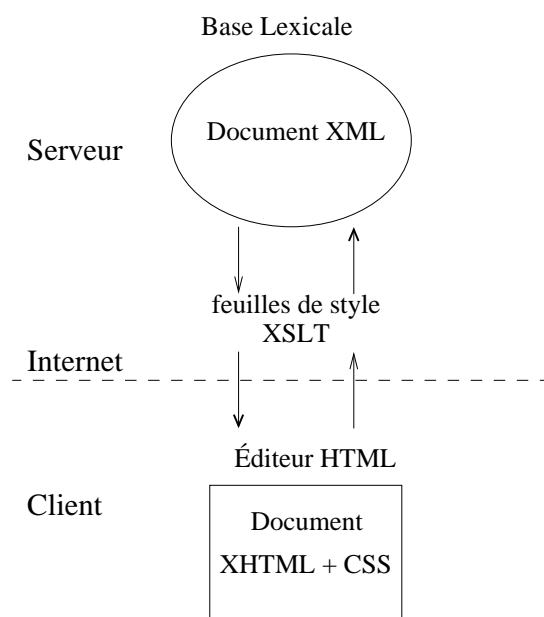 Base Lexicale
Document XML
Serveur
feuilles de style
XSLT
Internet
Éditeur HTML
Client
Document
XHTML + CSS